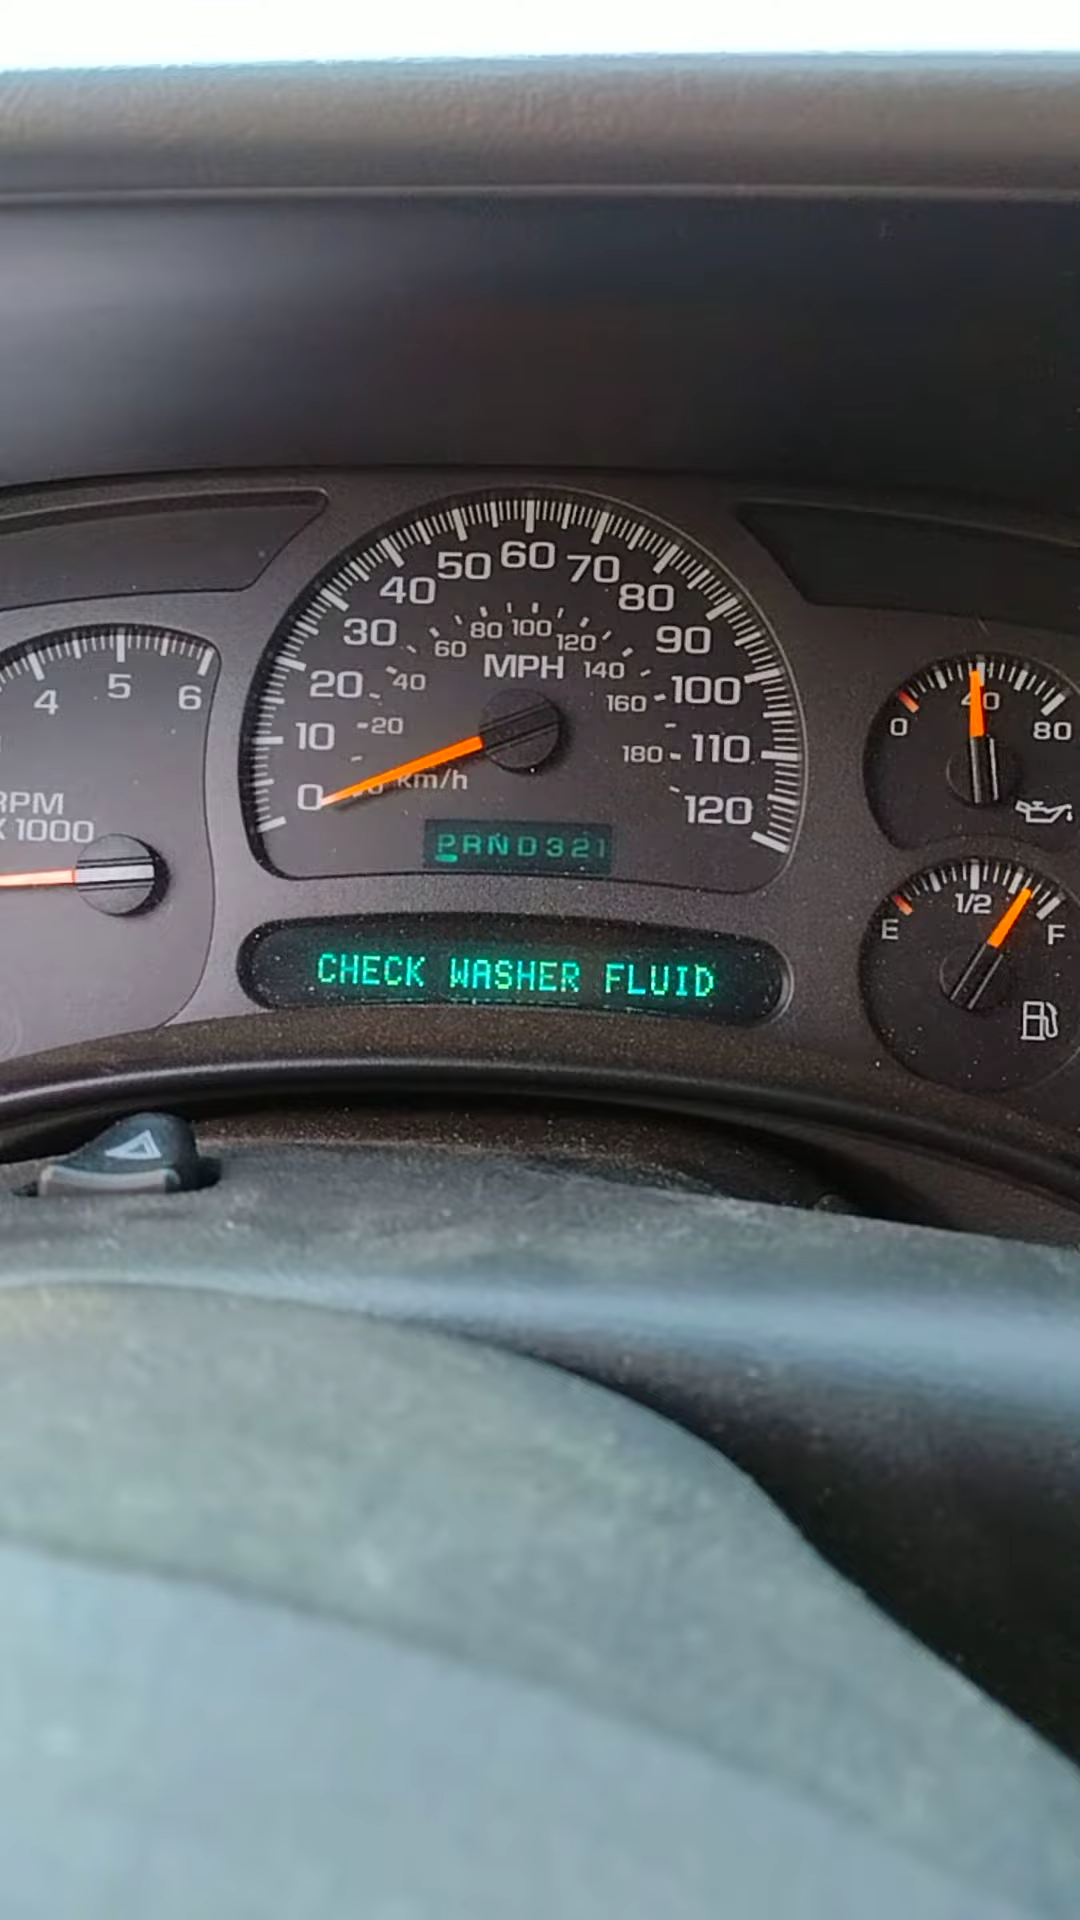 50 60 70
40 80
30 60 80 100 120 90
MPH 140
20 40 160 100
10 20 180 110
0 km/h 120
PRND321
4 5 6
RPM
X 1000
0 40 80
E 1/2 F
CHECK WASHER FLUID